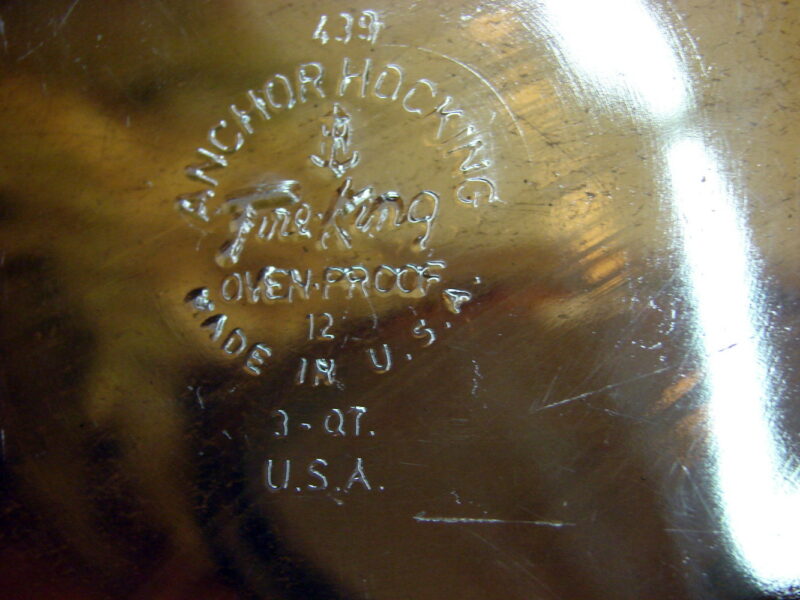 439
ANCHOR HOCKING
Fire-King
OVEN-PROOF
12
MADE IN U.S.A
3-QT.
U.S.A.